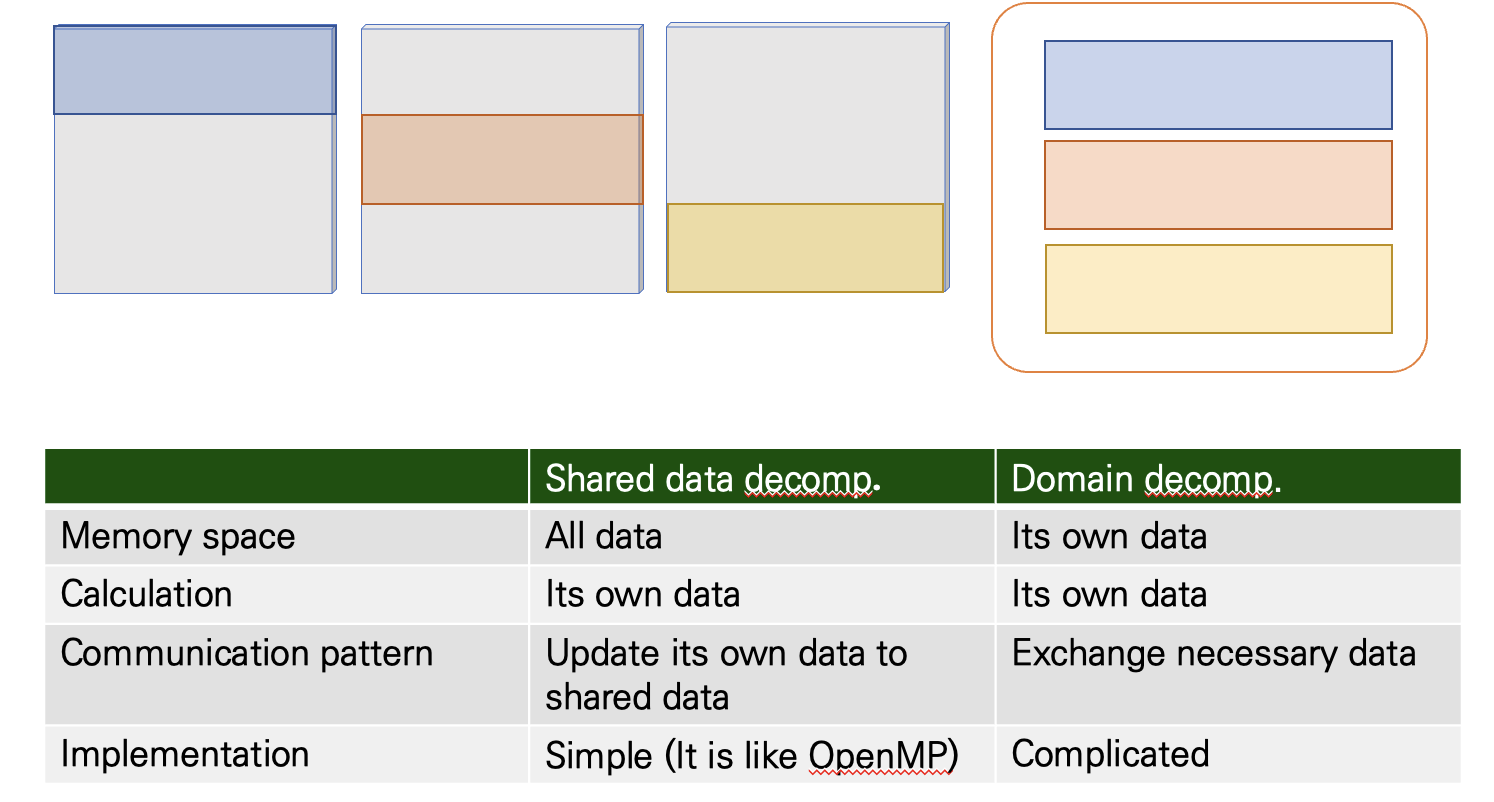 Shared data decomp.
Domain decomp.
Memory space
All data
Its own data
Calculation
Its own data
Its own data
Communication pattern
Update its own data to
shared data
Exchange necessary data
Implementation
Simple (It is like OpenMP)
Complicated